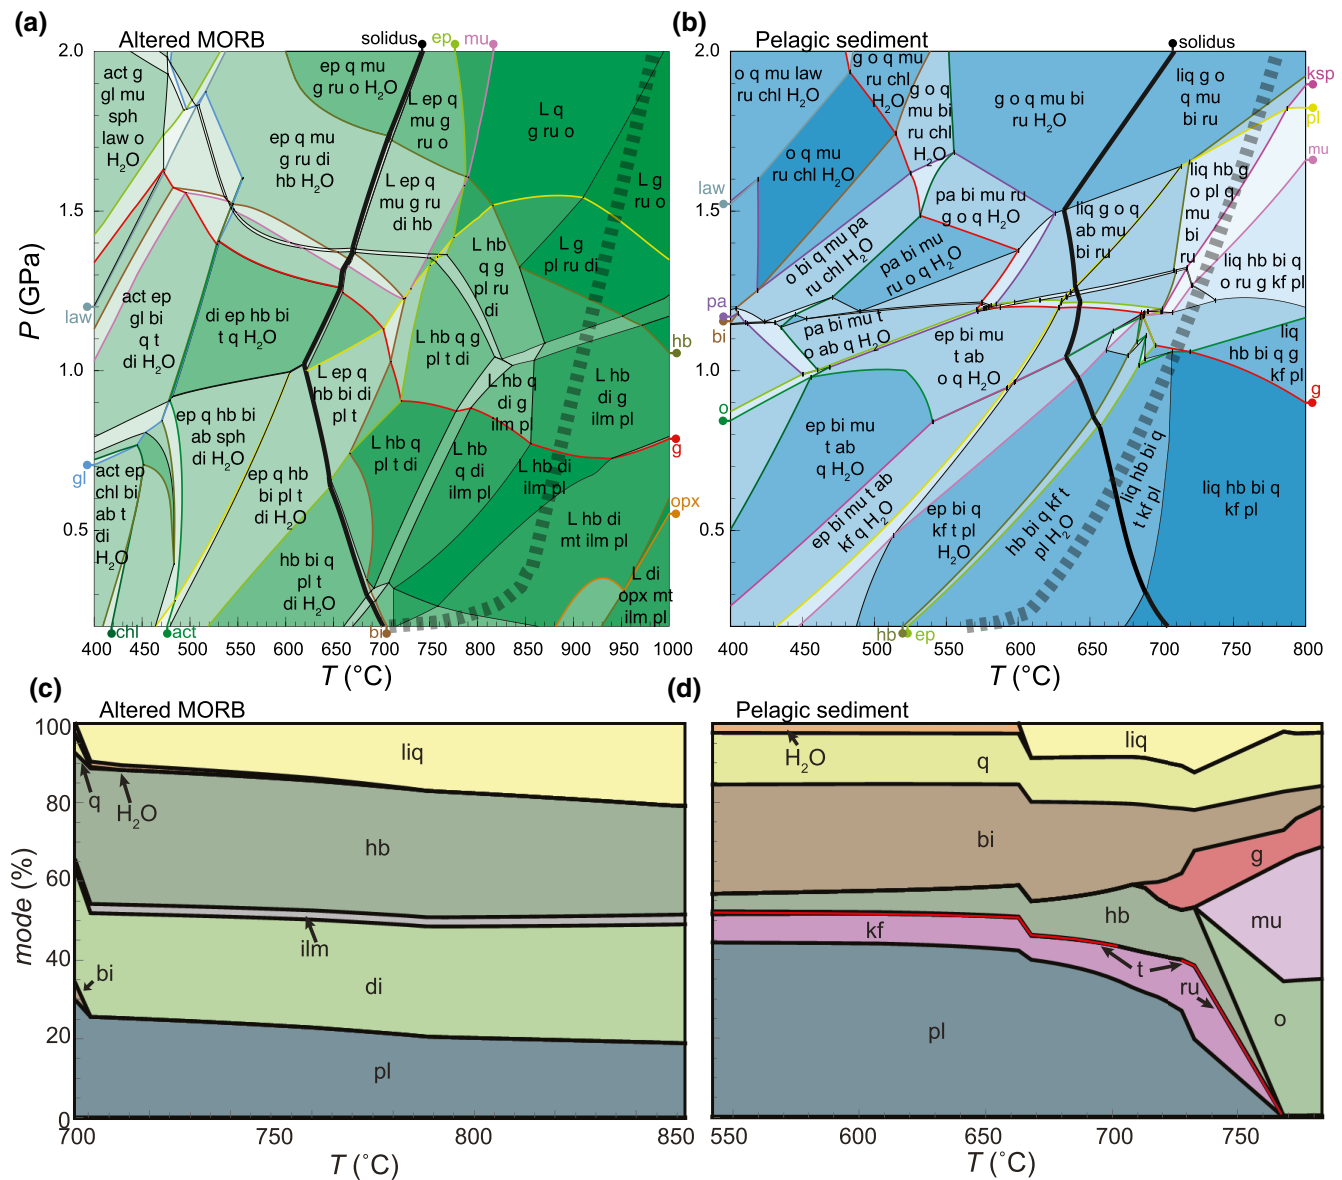 (a)
Altered MORB
solidus
ep
mu
2.0
1.5
1.0
0.5
P (GPa)
law
gl
act g
gl mu
sph
law o
H2O
ep q mu
g ru o H2O
L ep q
mu g
ru o
L q
g ru o
ep q mu
g ru di
hb H2O
L ep q
mu g ru
di hb
L g
ru o
L hb
q g
pl ru
di
L g
pl ru di
act ep
gl bi
q t
di H2O
di ep hb bi
t q H2O
L hb q g
pl t di
hb
L ep q
hb bi di
pl t
L hb q
di g
ilm pl
L hb
di g
ilm pl
ep q hb bi
ab sph
di H2O
L hb q
pl t di
L hb
q di
ilm pl
g
act ep
chl bi
ab t
di
H2O
ep q hb
bi pl t
di H2O
L hb di
ilm pl
opx
L hb di
mt ilm pl
hb bi q
pl t
di H2O
L di
opx mt
ilm pl
chl
act
bi
400 450 500 550 600 650 700 750 800 850 900 950 1000
T (°C)
(b)
Pelagic sediment
solidus
2.0
1.5
1.0
0.5
law
pa
bi
o
ksp
pl
mu
g
o q mu law
ru chl H2O
g o q mu
ru chl
H2O
g o q
mu bi
ru chl
H2O
g o q mu bi
ru H2O
liq g o
q mu
bi ru
o q mu
ru chl H2O
liq hb g
o pl q
mu
bi
ru
pa bi mu ru
g o q H2O
liq g o q
ab mu
bi ru
o bi q mu pa
ru chl H2O
pa bi mu
ru o q H2O
liq hb bi q
o ru g kf pl
pa bi mu t
o ab q H2O
ep bi mu
t ab
o q H2O
liq
hb bi q g
kf pl
ep bi mu
t ab
q H2O
liq hb bi q
t kf pl
liq hb bi q
kf pl
ep bi mu t ab
kf q H2O
ep bi q
kf t pl
H2O
hb bi q kf t
pl H2O
hb
ep
400 500 600 700 800
T (°C)
(c)
Altered MORB
100
80
60
40
20
0
mode (%)
liq
q
H2O
hb
ilm
bi
di
pl
700 750 800 850
T (°C)
(d)
Pelagic sediment
liq
H2O
q
bi
g
hb
mu
kf
t
ru
o
pl
550 600 650 700 750
T (°C)